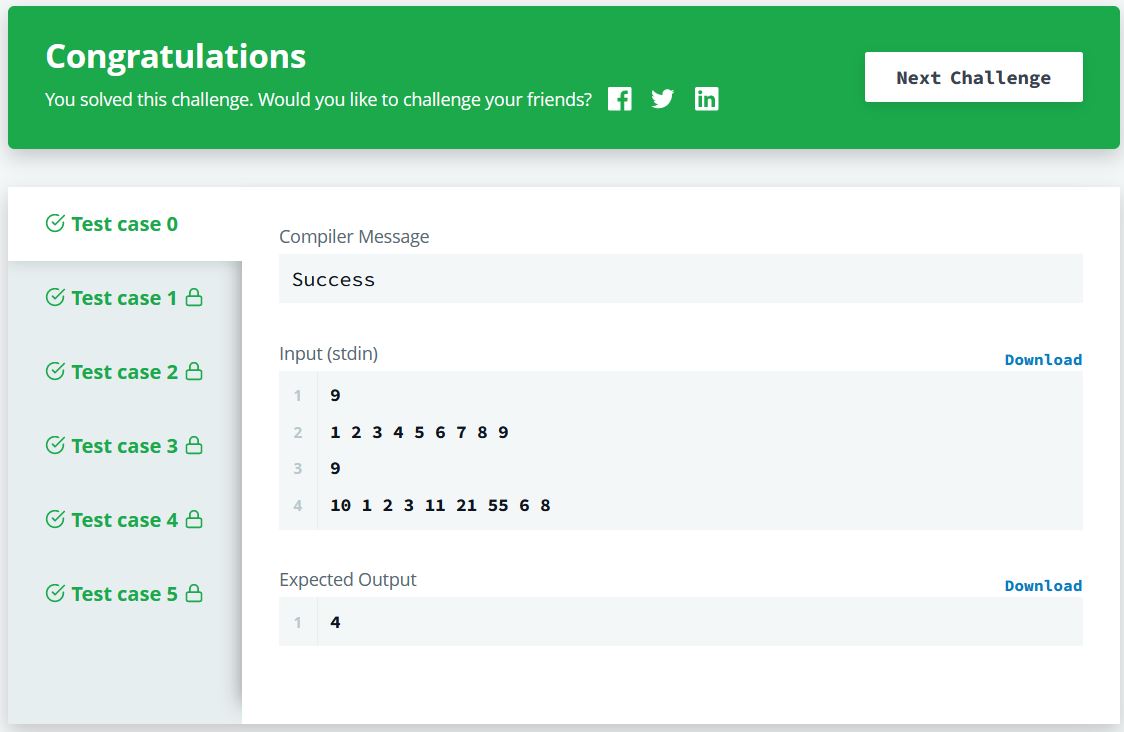 Congratulations
You solved this challenge. Would you like to challenge your friends?
Next Challenge
Test case 0
Test case 1
Test case 2
Test case 3
Test case 4
Test case 5
Compiler Message
Success
Input (stdin)
Download
1 9
2 1 2 3 4 5 6 7 8 9
3 9
4 10 1 2 3 11 21 55 6 8
Expected Output
Download
1 4